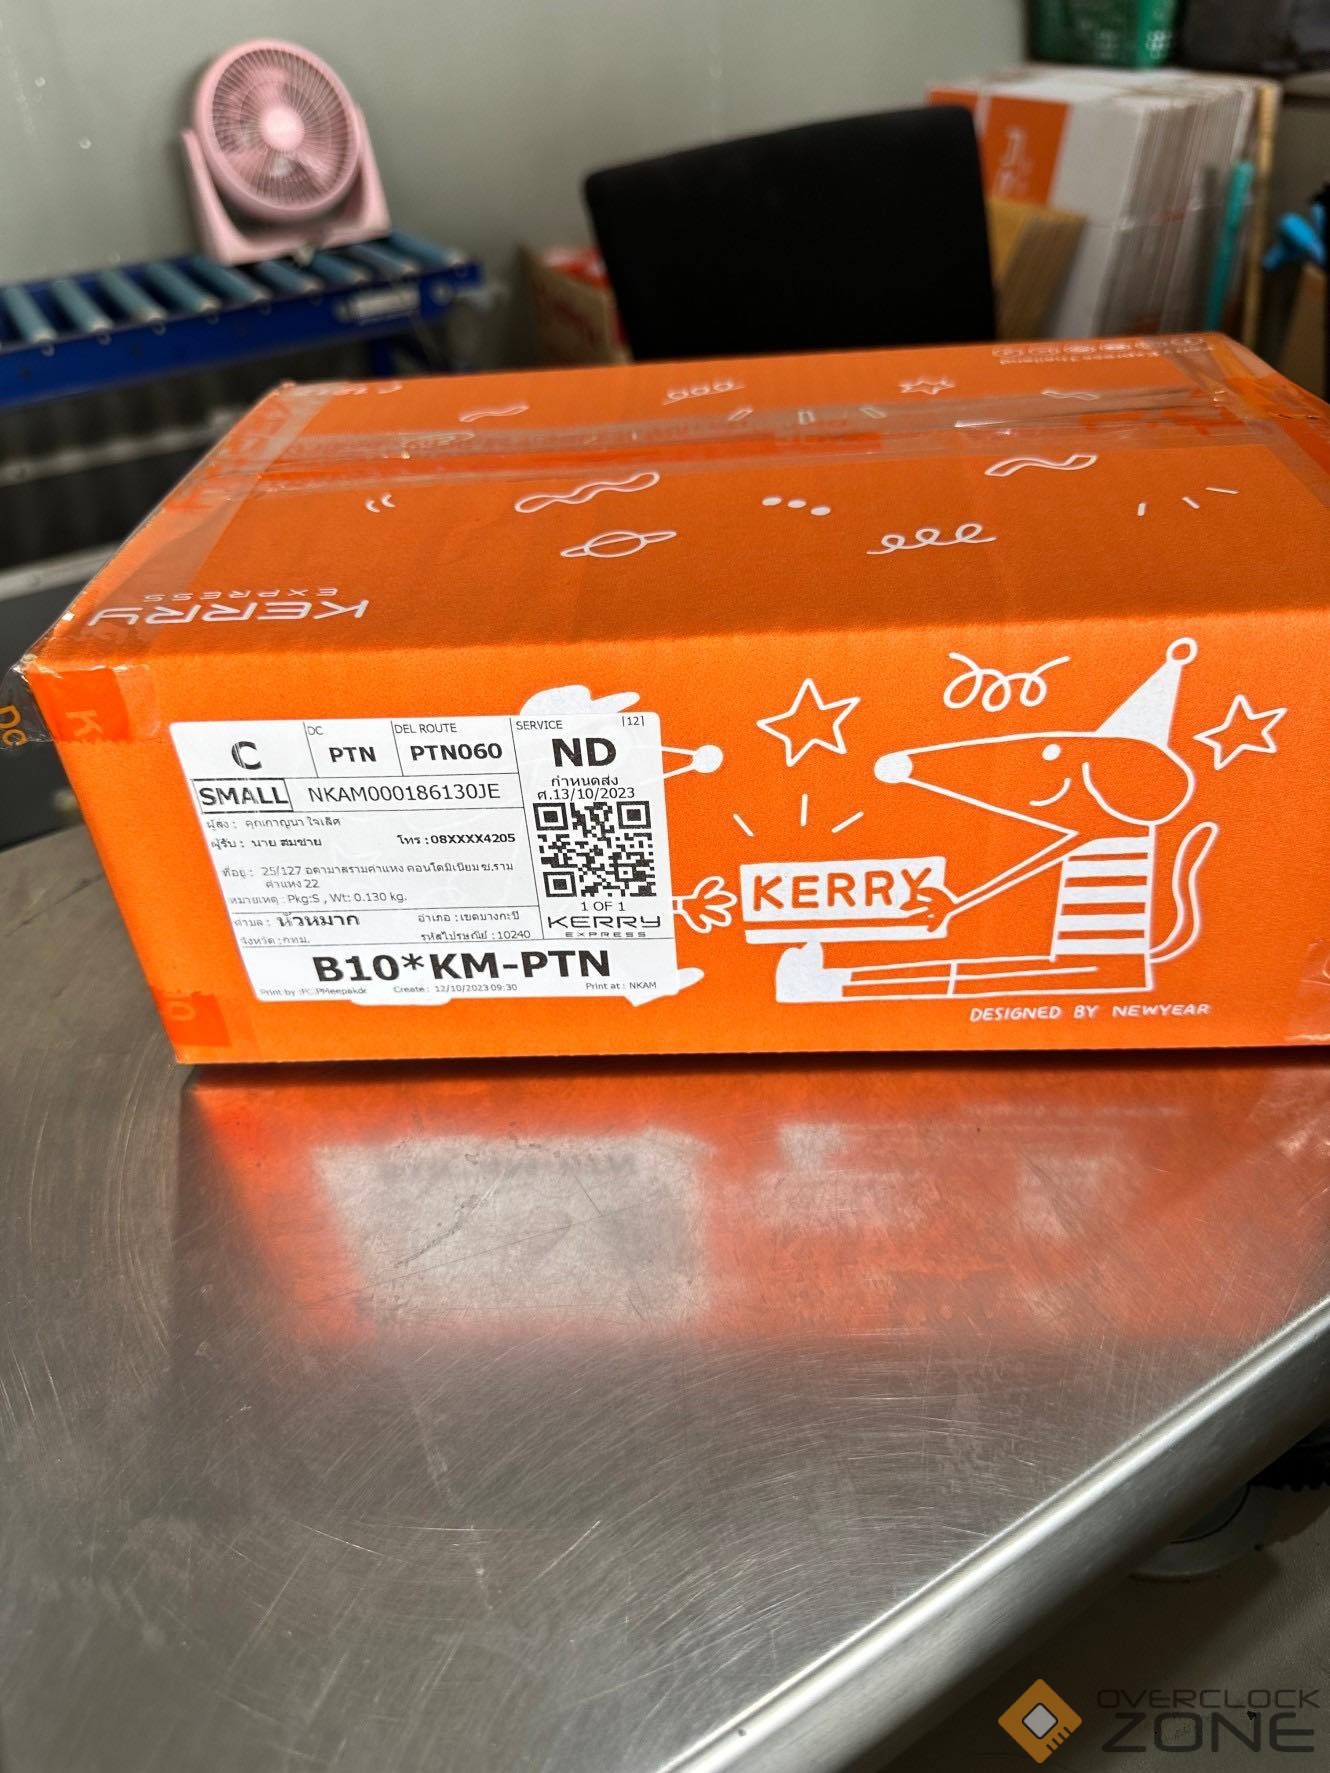 KERRY
EXPRESS
C
DC
PTN
DEL ROUTE
PTN060
SERVICE
[12]
ND
SMALL
NKAM000186130JE
กำหนดส่ง
ศ.13/10/2023
ผู้ส่ง : คุณกาญนา ใจเลิศ
ผู้รับ : นาย สมชาย
โทร : 08XXXX4205
ที่อยู่ : 25/127 อดามาสรามคำแหง คอนโดมิเนียม ซ.ราม
คำแหง 22
หมายเหตุ : Pkg:S , Wt: 0.130 kg.
ตำบล : หัวหมาก
อำเภอ : เขตบางกะปิ
จังหวัด : กทม.
รหัสไปรษณีย์ : 10240
1 OF 1
KERRY
EXPRESS
B10*KM-PTN
Create : 12/10/2023 09:30
Print at : NKAM
KERRY
DESIGNED BY NEWYEAR
OVERCLOCK
ZONE